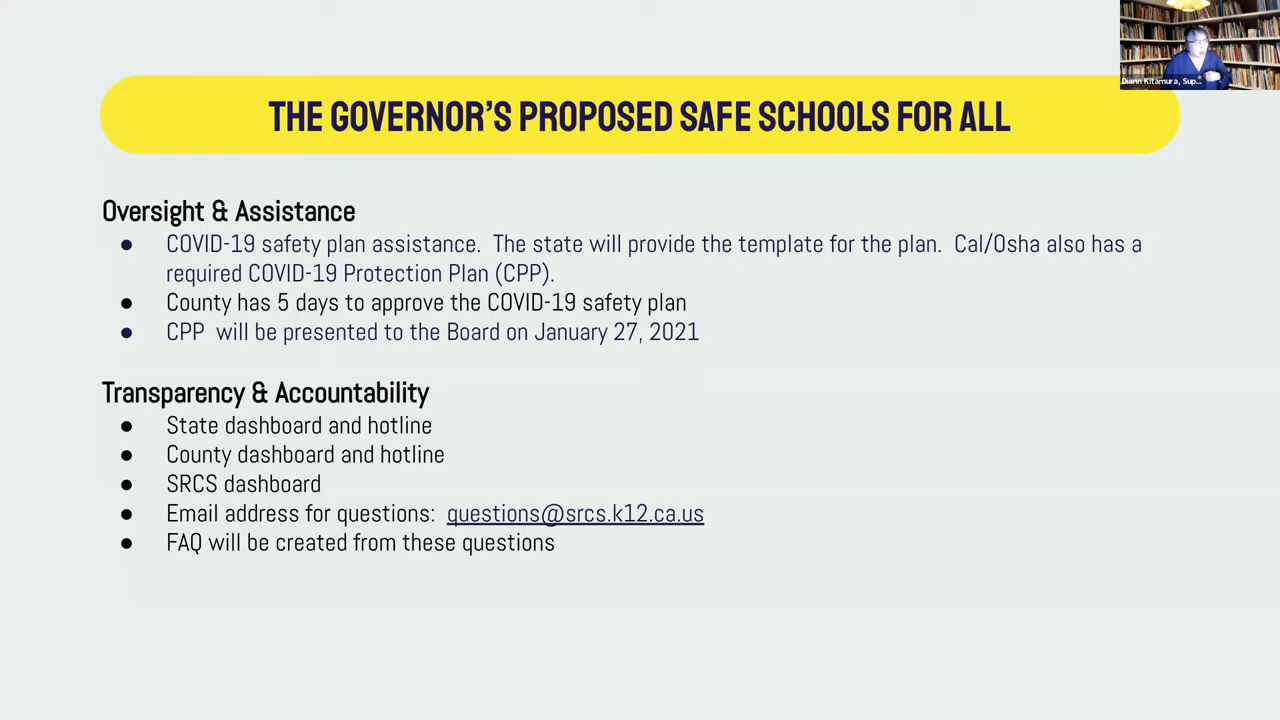 Diann Kitamura, Sup...
THE GOVERNOR'S PROPOSED SAFE SCHOOLS FOR ALL
Oversight & Assistance
● COVID-19 safety plan assistance.  The state will provide the template for the plan.  Cal/Osha also has a
required COVID-19 Protection Plan (CPP).
● County has 5 days to approve the COVID-19 safety plan
● CPP  will be presented to the Board on January 27, 2021
Transparency & Accountability
● State dashboard and hotline
● County dashboard and hotline
● SRCS dashboard
● Email address for questions:  questions@srcs.k12.ca.us
● FAQ will be created from these questions